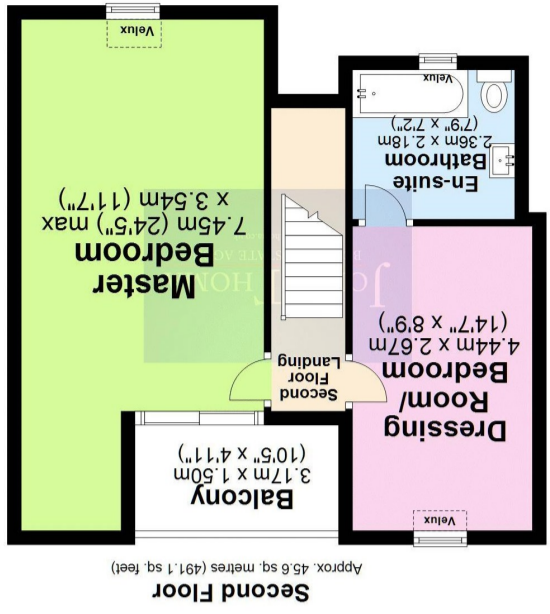 Second Floor
Approx. 45.6 sq. metres (491.1 sq. feet)
Velux
Dressing
Room/
Bedroom
4.44m x 2.67m
(14'7" x 8'9")
Balcony
3.17m x 1.50m
(10'5" x 4'11")
Second
Floor
Landing
Master
Bedroom
7.45m (24'5") max
x 3.54m (11'7")
En-suite
Bathroom
2.36m x 2.18m
(7'9" x 7'2")
Velux
Velux
HOM